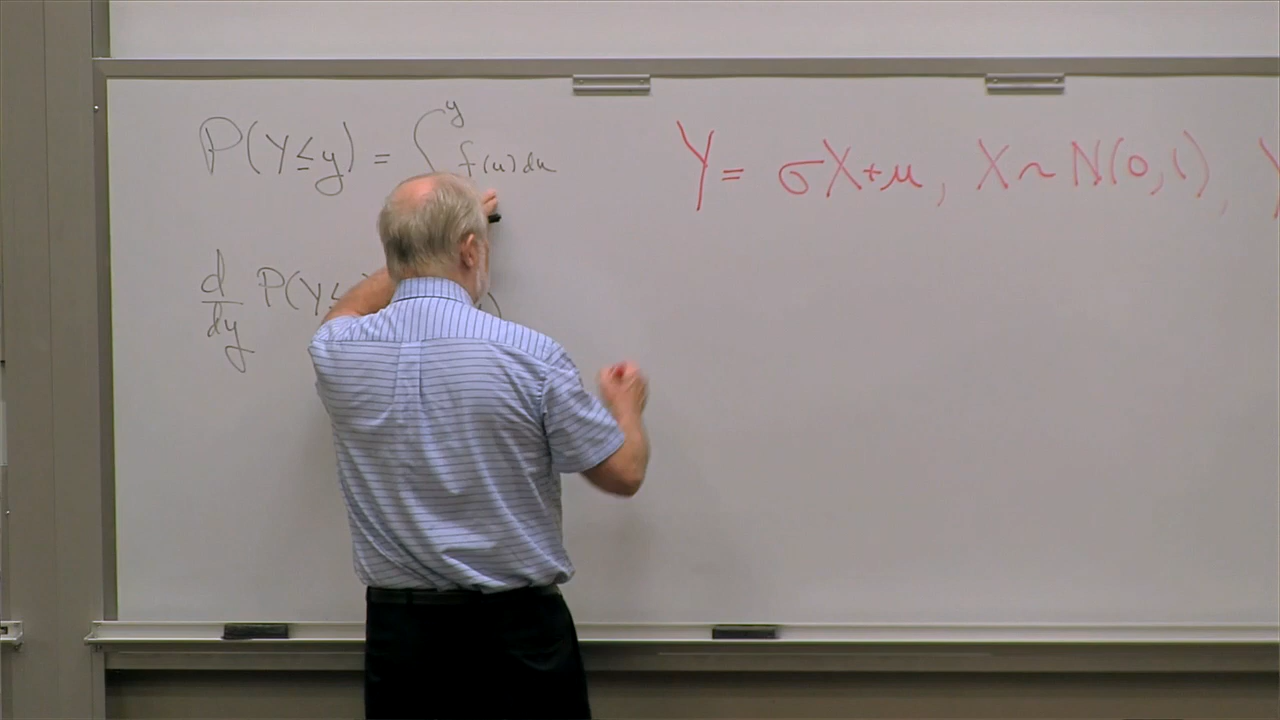 P(Y≤y) = ∫^y f(u) du
d/dy P(Y≤
Y = σX+μ, X ~ N(0,1), Y